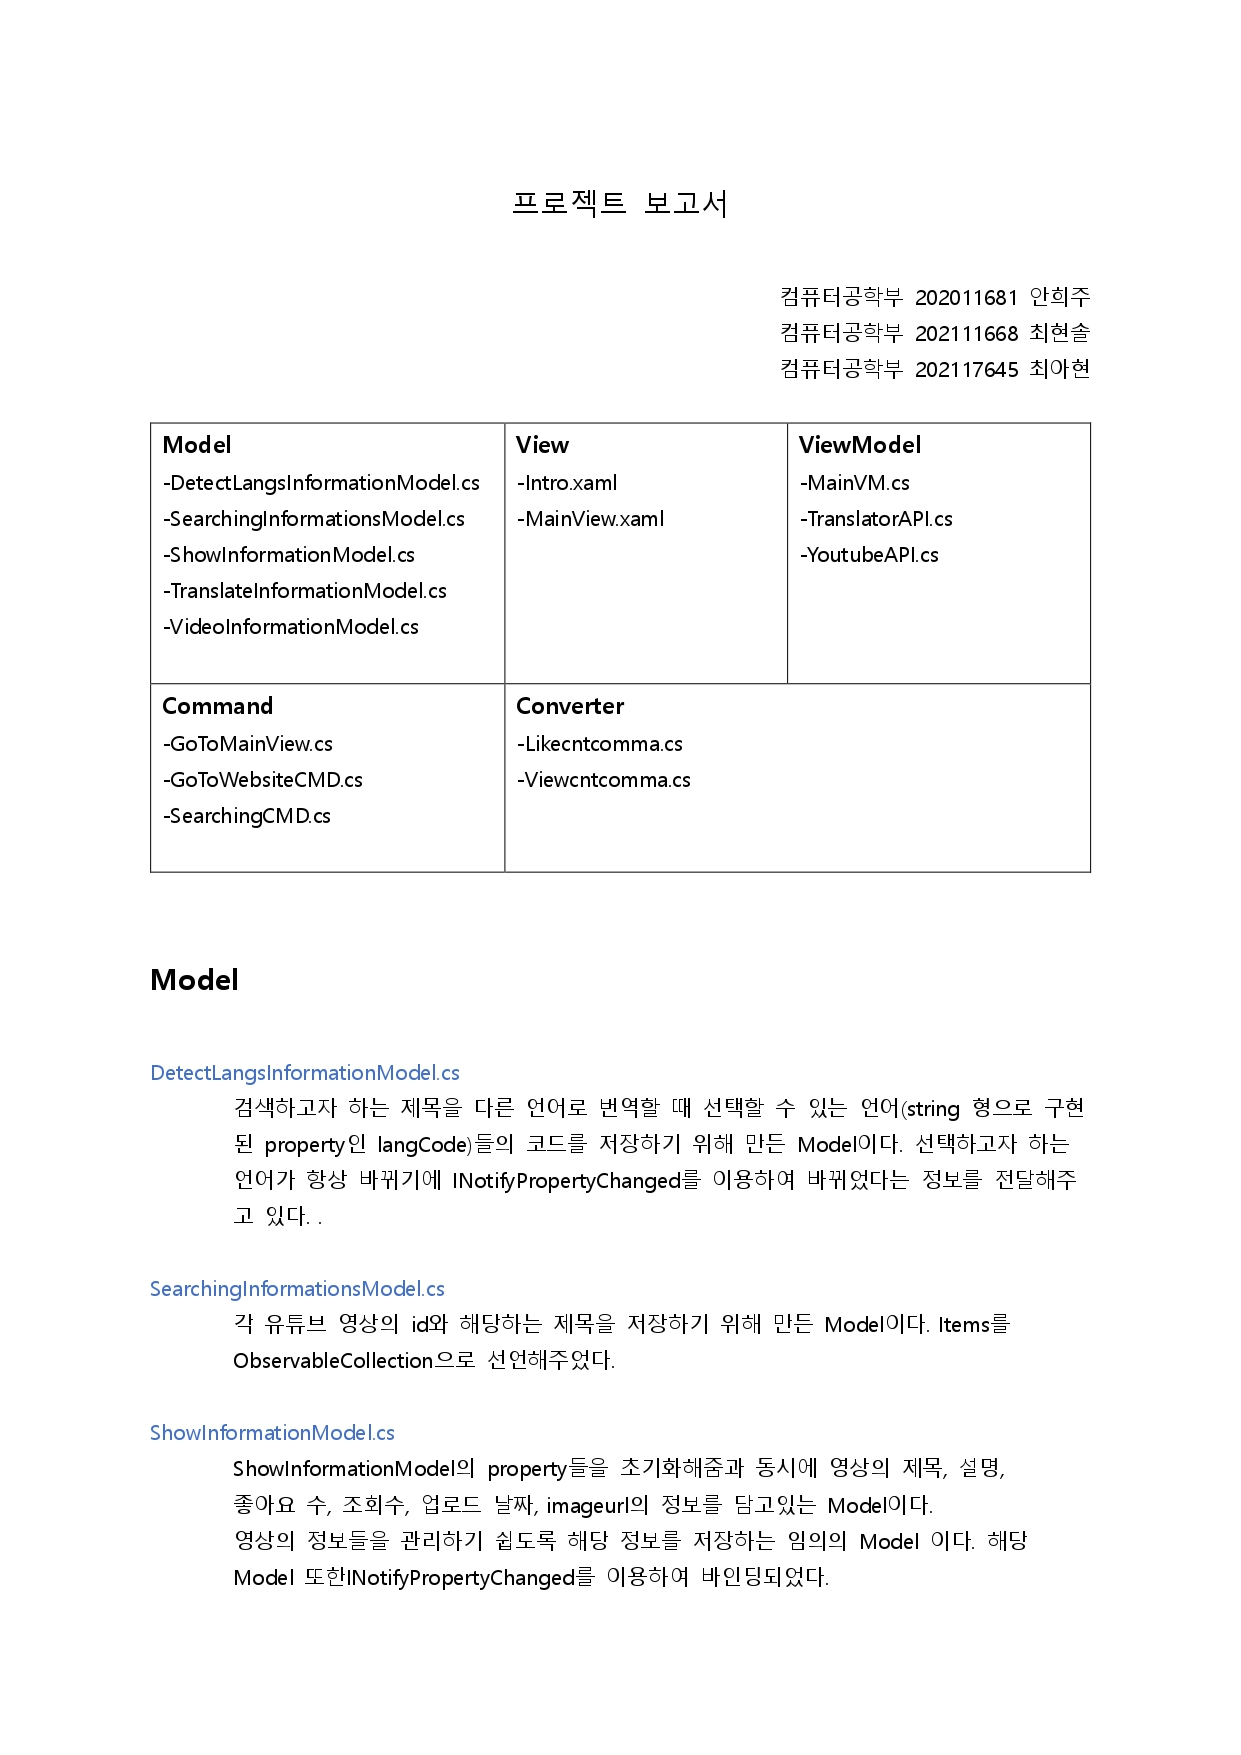 프로젝트 보고서
컴퓨터공학부 202011681 안희주
컴퓨터공학부 202111668 최현솔
컴퓨터공학부 202117645 최아현
Model
-DetectLangsInformationModel.cs
-SearchingInformationsModel.cs
-ShowInformationModel.cs
-TranslateInformationModel.cs
-VideoInformationModel.cs
View
-Intro.xaml
-MainView.xaml
ViewModel
-MainVM.cs
-TranslatorAPI.cs
-YoutubeAPI.cs
Command
-GoToMainView.cs
-GoToWebsiteCMD.cs
-SearchingCMD.cs
Converter
-Likecntcomma.cs
-Viewcntcomma.cs
Model
DetectLangsInformationModel.cs
검색하고자 하는 제목을 다른 언어로 번역할 때 선택할 수 있는 언어(string 형으로 구현
된 property인 langCode)들의 코드를 저장하기 위해 만든 Model이다. 선택하고자 하는
언어가 항상 바뀌기에 INotifyPropertyChanged를 이용하여 바뀌었다는 정보를 전달해주
고 있다. .
SearchingInformationsModel.cs
각 유튜브 영상의 id와 해당하는 제목을 저장하기 위해 만든 Model이다. Items를
ObservableCollection으로 선언해주었다.
ShowInformationModel.cs
ShowInformationModel의 property들을 초기화해줌과 동시에 영상의 제목, 설명,
좋아요 수, 조회수, 업로드 날짜, imageurl의 정보를 담고있는 Model이다.
영상의 정보들을 관리하기 쉽도록 해당 정보를 저장하는 임의의 Model 이다. 해당
Model 또한INotifyPropertyChanged를 이용하여 바인딩되었다.